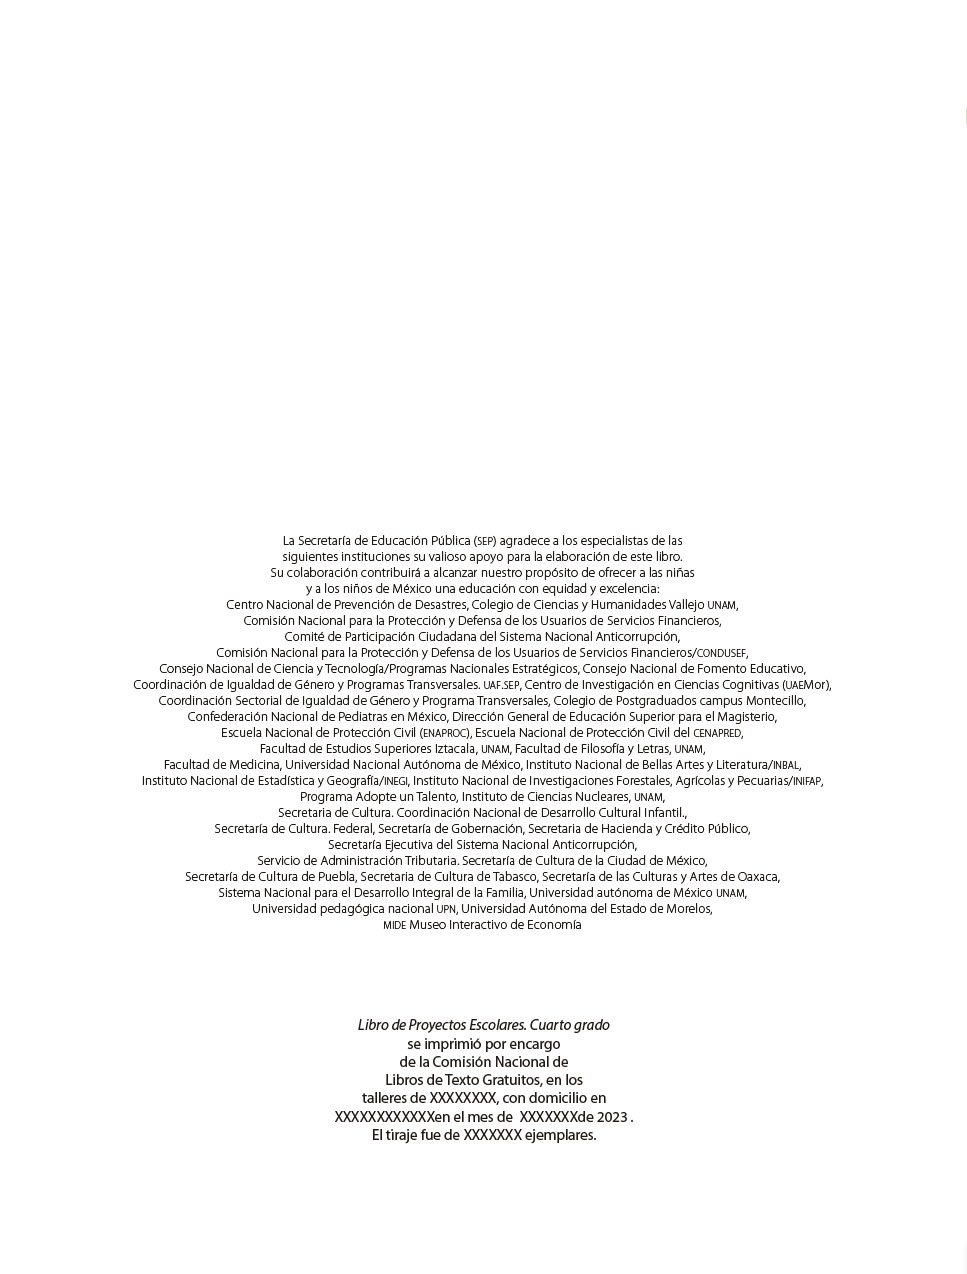 La Secretaría de Educación Pública (SEP) agradece a los especialistas de las
siguientes instituciones su valioso apoyo para la elaboración de este libro.
Su colaboración contribuirá a alcanzar nuestro propósito de ofrecer a las niñas
y a los niños de México una educación con equidad y excelencia:
Centro Nacional de Prevención de Desastres, Colegio de Ciencias y Humanidades Vallejo UNAM,
Comisión Nacional para la Protección y Defensa de los Usuarios de Servicios Financieros,
Comité de Participación Ciudadana del Sistema Nacional Anticorrupción,
Comisión Nacional para la Protección y Defensa de los Usuarios de Servicios Financieros/CONDUSEF,
Consejo Nacional de Ciencia y Tecnología/Programas Nacionales Estratégicos, Consejo Nacional de Fomento Educativo,
Coordinación de Igualdad de Género y Programas Transversales. UAF.SEP, Centro de Investigación en Ciencias Cognitivas (UAEMor),
Coordinación Sectorial de Igualdad de Género y Programa Transversales, Colegio de Postgraduados campus Montecillo,
Confederación Nacional de Pediatras en México, Dirección General de Educación Superior para el Magisterio,
Escuela Nacional de Protección Civil (ENAPROC), Escuela Nacional de Protección Civil del CENAPRED,
Facultad de Estudios Superiores Iztacala, UNAM, Facultad de Filosofía y Letras, UNAM,
Facultad de Medicina, Universidad Nacional Autónoma de México, Instituto Nacional de Bellas Artes y Literatura/INBAL,
Instituto Nacional de Estadística y Geografía/INEGI, Instituto Nacional de Investigaciones Forestales, Agrícolas y Pecuarias/INIFAP,
Programa Adopte un Talento, Instituto de Ciencias Nucleares, UNAM,
Secretaria de Cultura. Coordinación Nacional de Desarrollo Cultural Infantil.,
Secretaría de Cultura. Federal, Secretaría de Gobernación, Secretaria de Hacienda y Crédito Público,
Secretaría Ejecutiva del Sistema Nacional Anticorrupción,
Servicio de Administración Tributaria. Secretaría de Cultura de la Ciudad de México,
Secretaría de Cultura de Puebla, Secretaria de Cultura de Tabasco, Secretaría de las Culturas y Artes de Oaxaca,
Sistema Nacional para el Desarrollo Integral de la Familia, Universidad autónoma de México UNAM,
Universidad pedagógica nacional UPN, Universidad Autónoma del Estado de Morelos,
MIDE Museo Interactivo de Economía
Libro de Proyectos Escolares. Cuarto grado
se imprimió por encargo
de la Comisión Nacional de
Libros de Texto Gratuitos, en los
talleres de XXXXXXXX, con domicilio en
XXXXXXXXXXXXen el mes de XXXXXXXde 2023 .
El tiraje fue de XXXXXXX ejemplares.